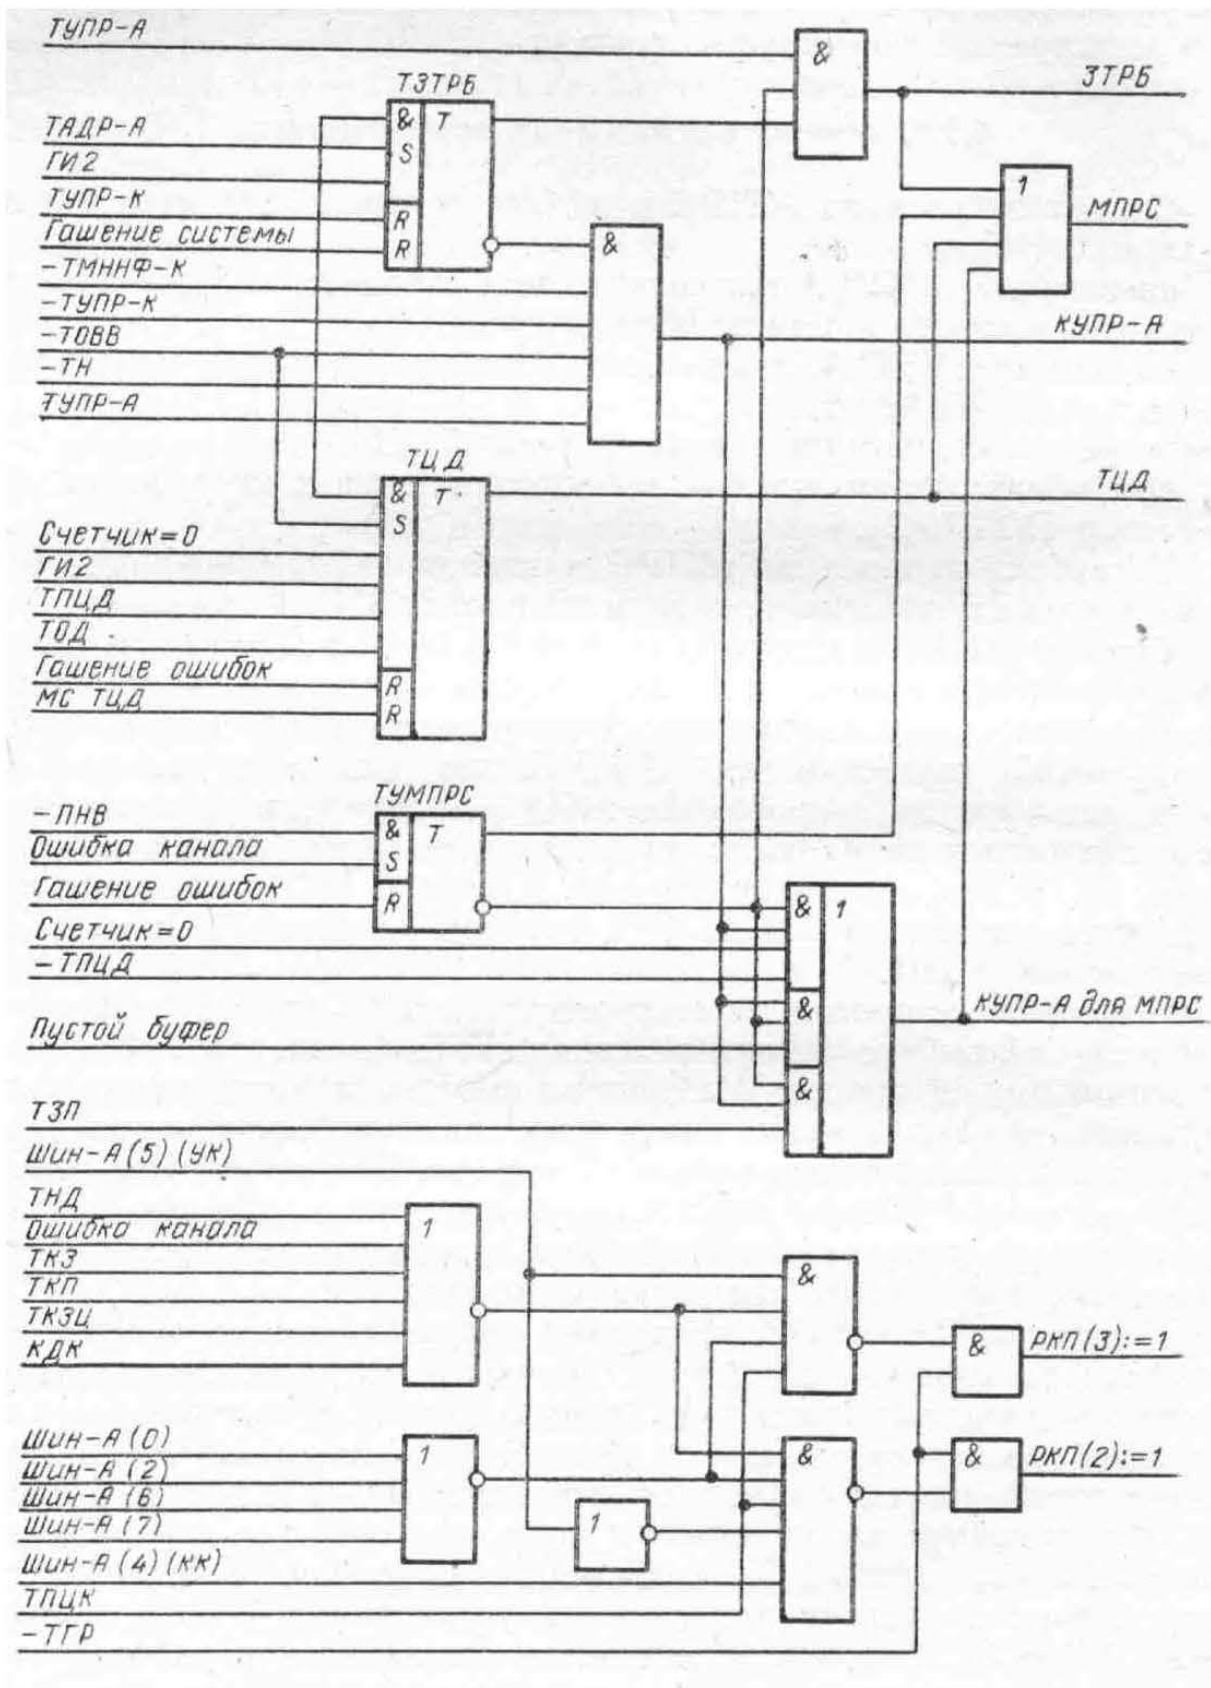 ТУПР-А
&
ЗТРБ
ТЗТРБ
& Т
S
ТАДР-А
ГИ2
ТУПР-К
R
Гашение системы
R
1
МПРС
&
-ТМННФ-К
-ТУПР-К
-ТОВВ
КУПР-А
-ТН
ТУПР-А
ТЦД
& Т
S
ТЦД
Счетчик=0
ГИ2
ТПЦД
ТОД
Гашение ошибок
R
МС ТЦД
R
ТУМПРС
-ПНВ
& Т
Ошибка канала
S
Гашение ошибок
R
& 1
Счетчик=0
-ТПЦД
&
КУПР-А для МПРС
Пустой буфер
&
ТЗП
Шин-А(5)(УК)
ТНД
1
Ошибка канала
ТКЗ
&
ТКП
ТКЗЦ
КДК
&
РКП(3):=1
Шин-А(0)
1
&
&
РКП(2):=1
Шин-А(2)
Шин-А(6)
Шин-А(7)
1
Шин-А(4)(КК)
ТПЦК
-ТГР